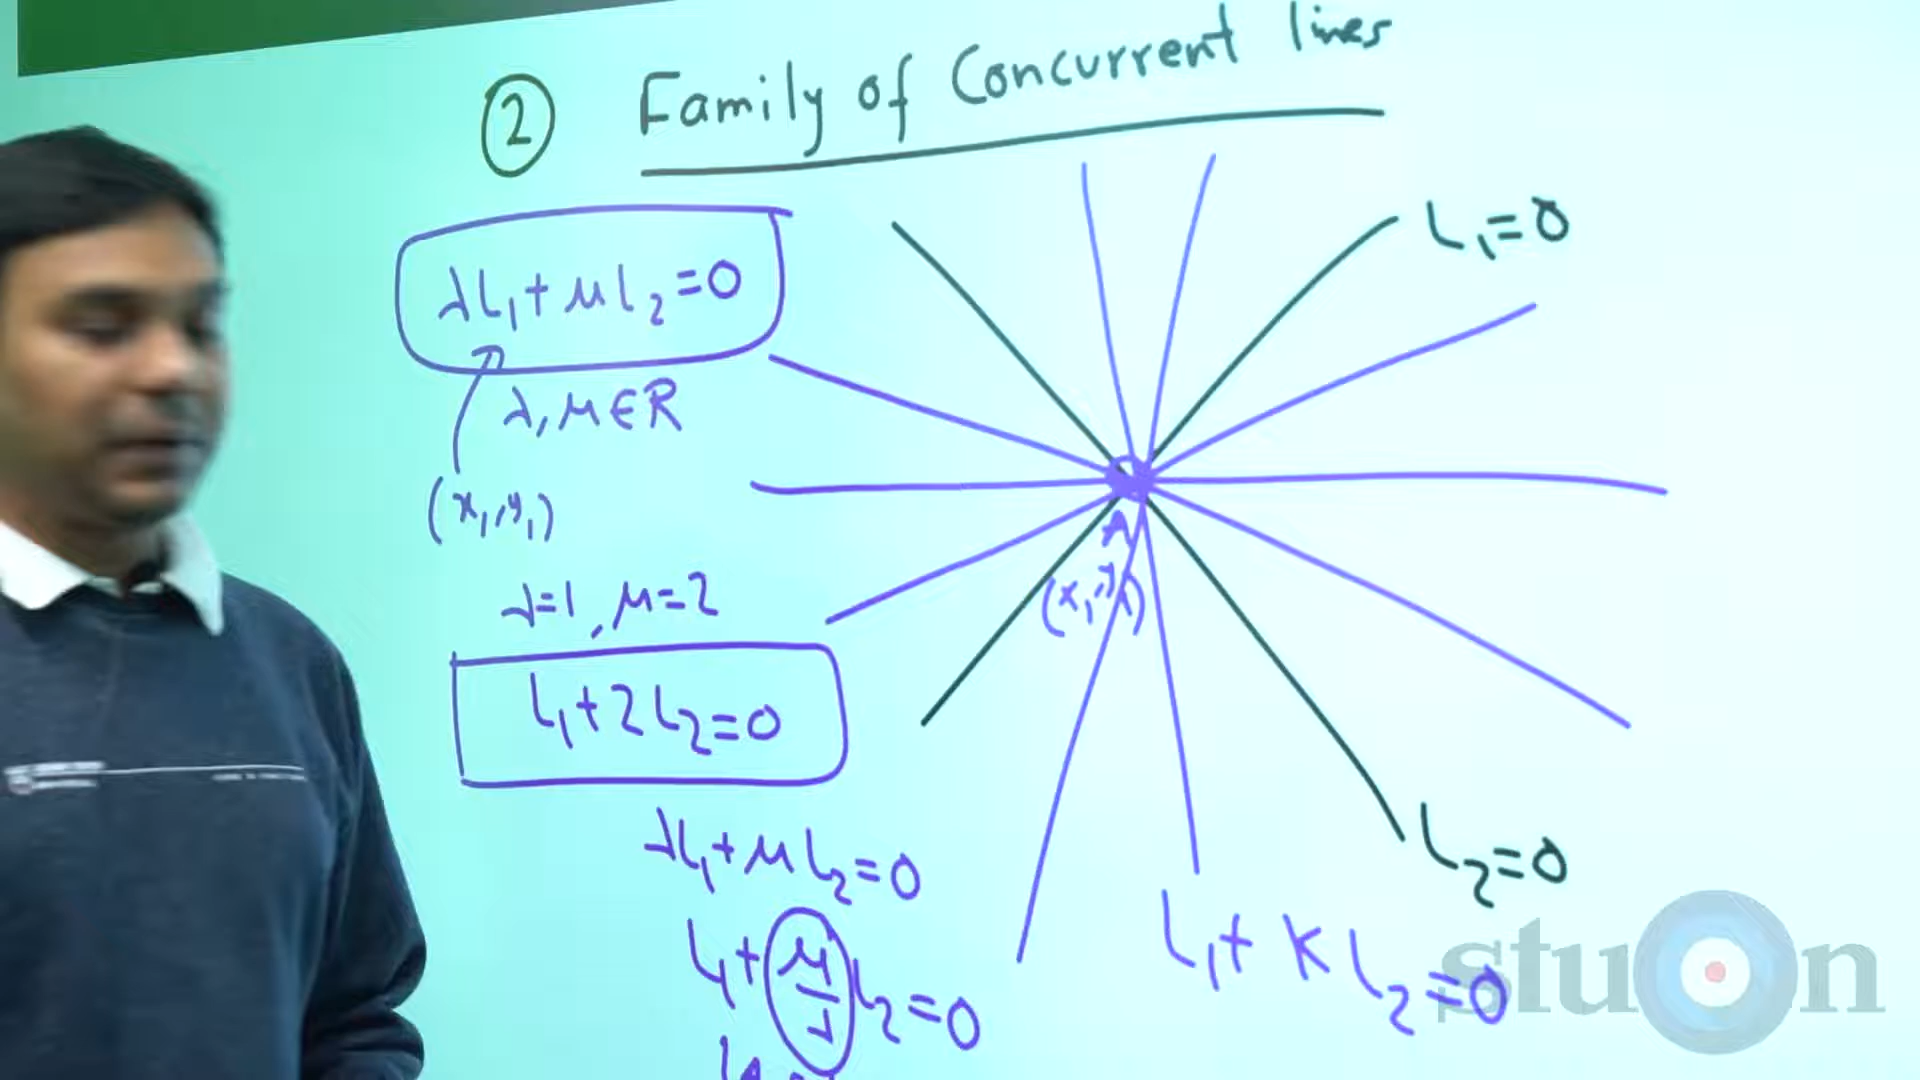 ② Family of Concurrent lines
λL₁+μL₂=0
λ,μ∈R
(x₁,y₁)
λ=1, μ=2
L₁+2L₂=0
λL₁+μL₂=0
L₁+μ/λ L₂=0
L₁=0
A
(x₁,y₁)
L₂=0
L₁+KL₂=0
stuOn